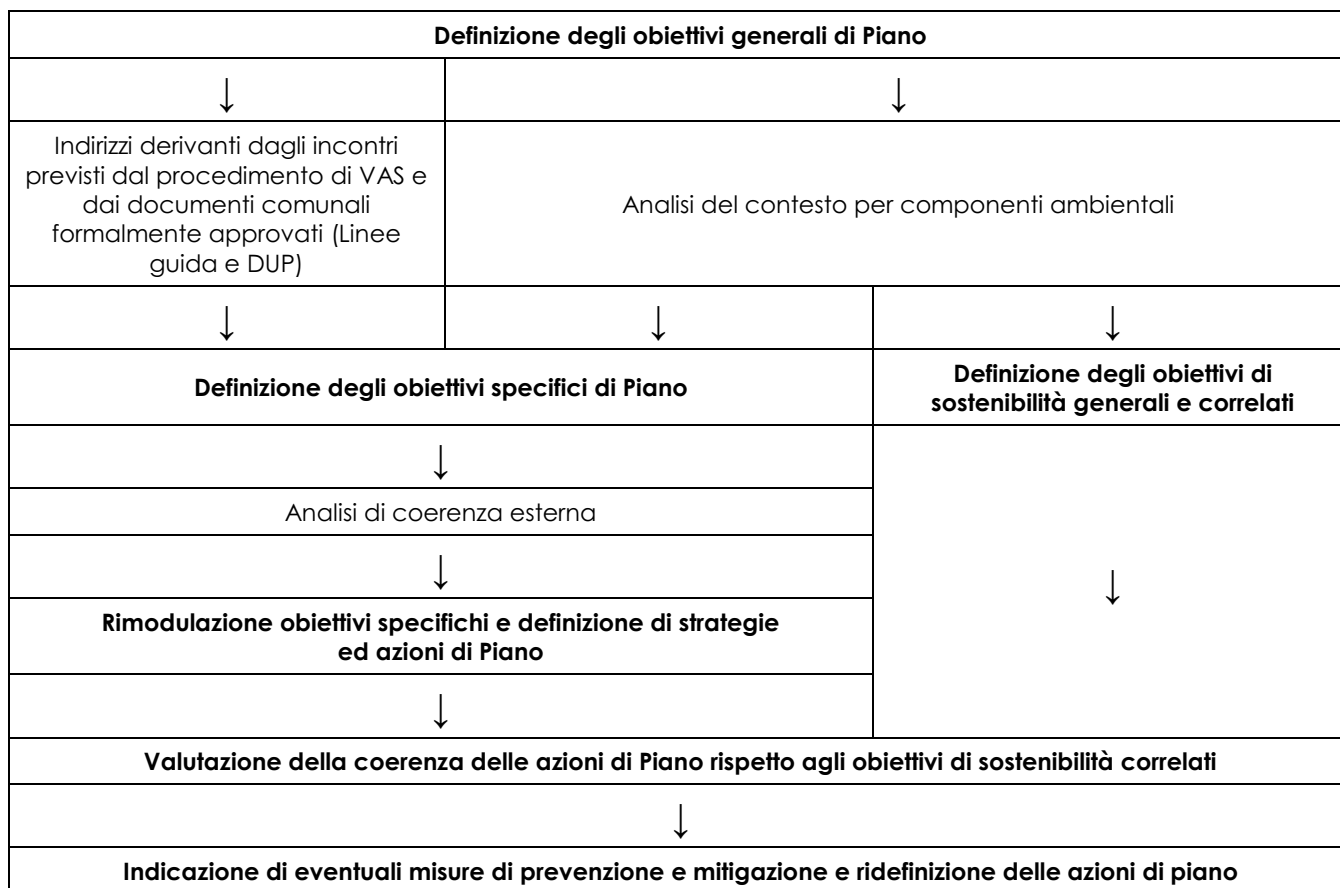 Definizione degli obiettivi generali di Piano
↓ ↓
Indirizzi derivanti dagli incontri
previsti dal procedimento di VAS e
dai documenti comunali
formalmente approvati (Linee
guida e DUP)
Analisi del contesto per componenti ambientali
↓ ↓ ↓
Definizione degli obiettivi specifici di Piano
Definizione degli obiettivi di
sostenibilità generali e correlati
↓
Analisi di coerenza esterna
↓
Rimodulazione obiettivi specifichi e definizione di strategie
ed azioni di Piano
↓
↓
Valutazione della coerenza delle azioni di Piano rispetto agli obiettivi di sostenibilità correlati
↓
Indicazione di eventuali misure di prevenzione e mitigazione e ridefinizione delle azioni di piano